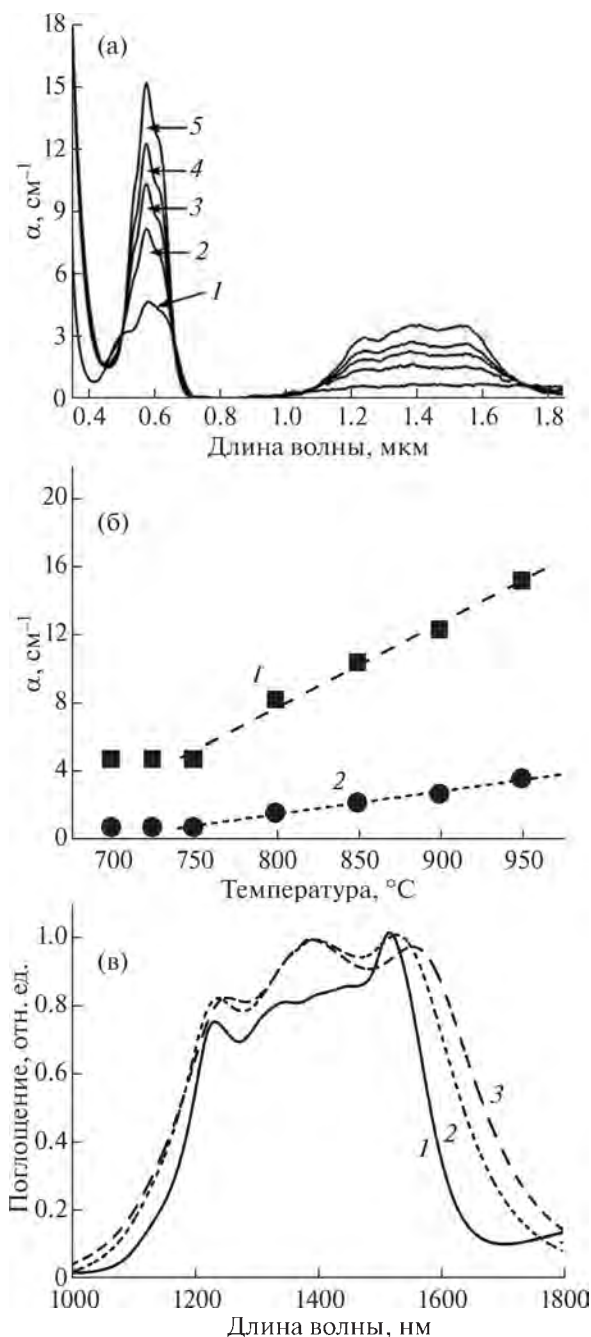 (а)
18
15
12
9
6
3
0
α, см⁻¹
5
4
3
2
1
0.4 0.6 0.8 1.0 1.2 1.4 1.6 1.8
Длина волны, мкм
(б)
20
16
12
8
4
0
α, см⁻¹
1
2
700 750 800 850 900 950
Температура, °C
(в)
1.0
0.8
0.6
0.4
0.2
0
Поглощение, отн. ед.
1 2 3
1000 1200 1400 1600 1800
Длина волны, нм